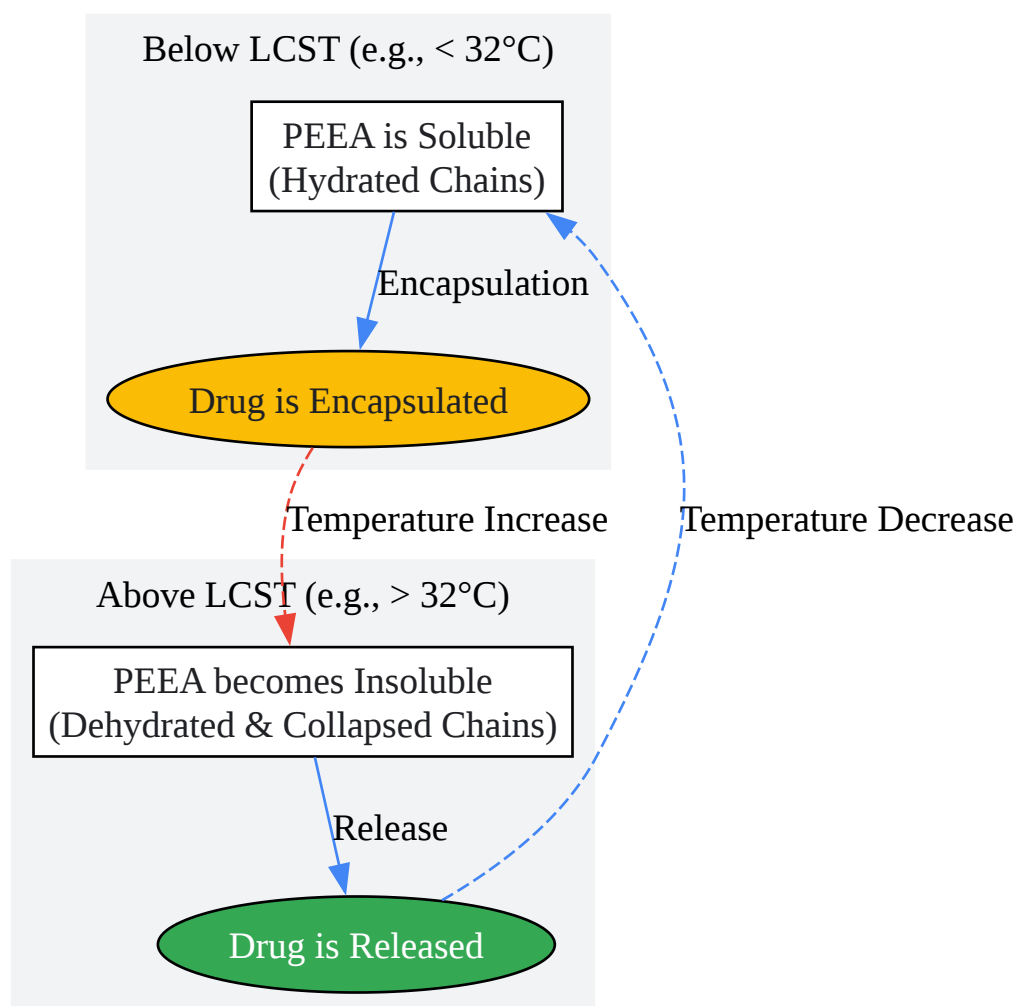 Below LCST (e.g., < 32°C)
PEEA is Soluble
(Hydrated Chains)
Encapsulation
Drug is Encapsulated
Temperature Increase
Temperature Decrease
Above LCST (e.g., > 32°C)
PEEA becomes Insoluble
(Dehydrated & Collapsed Chains)
Release
Drug is Released